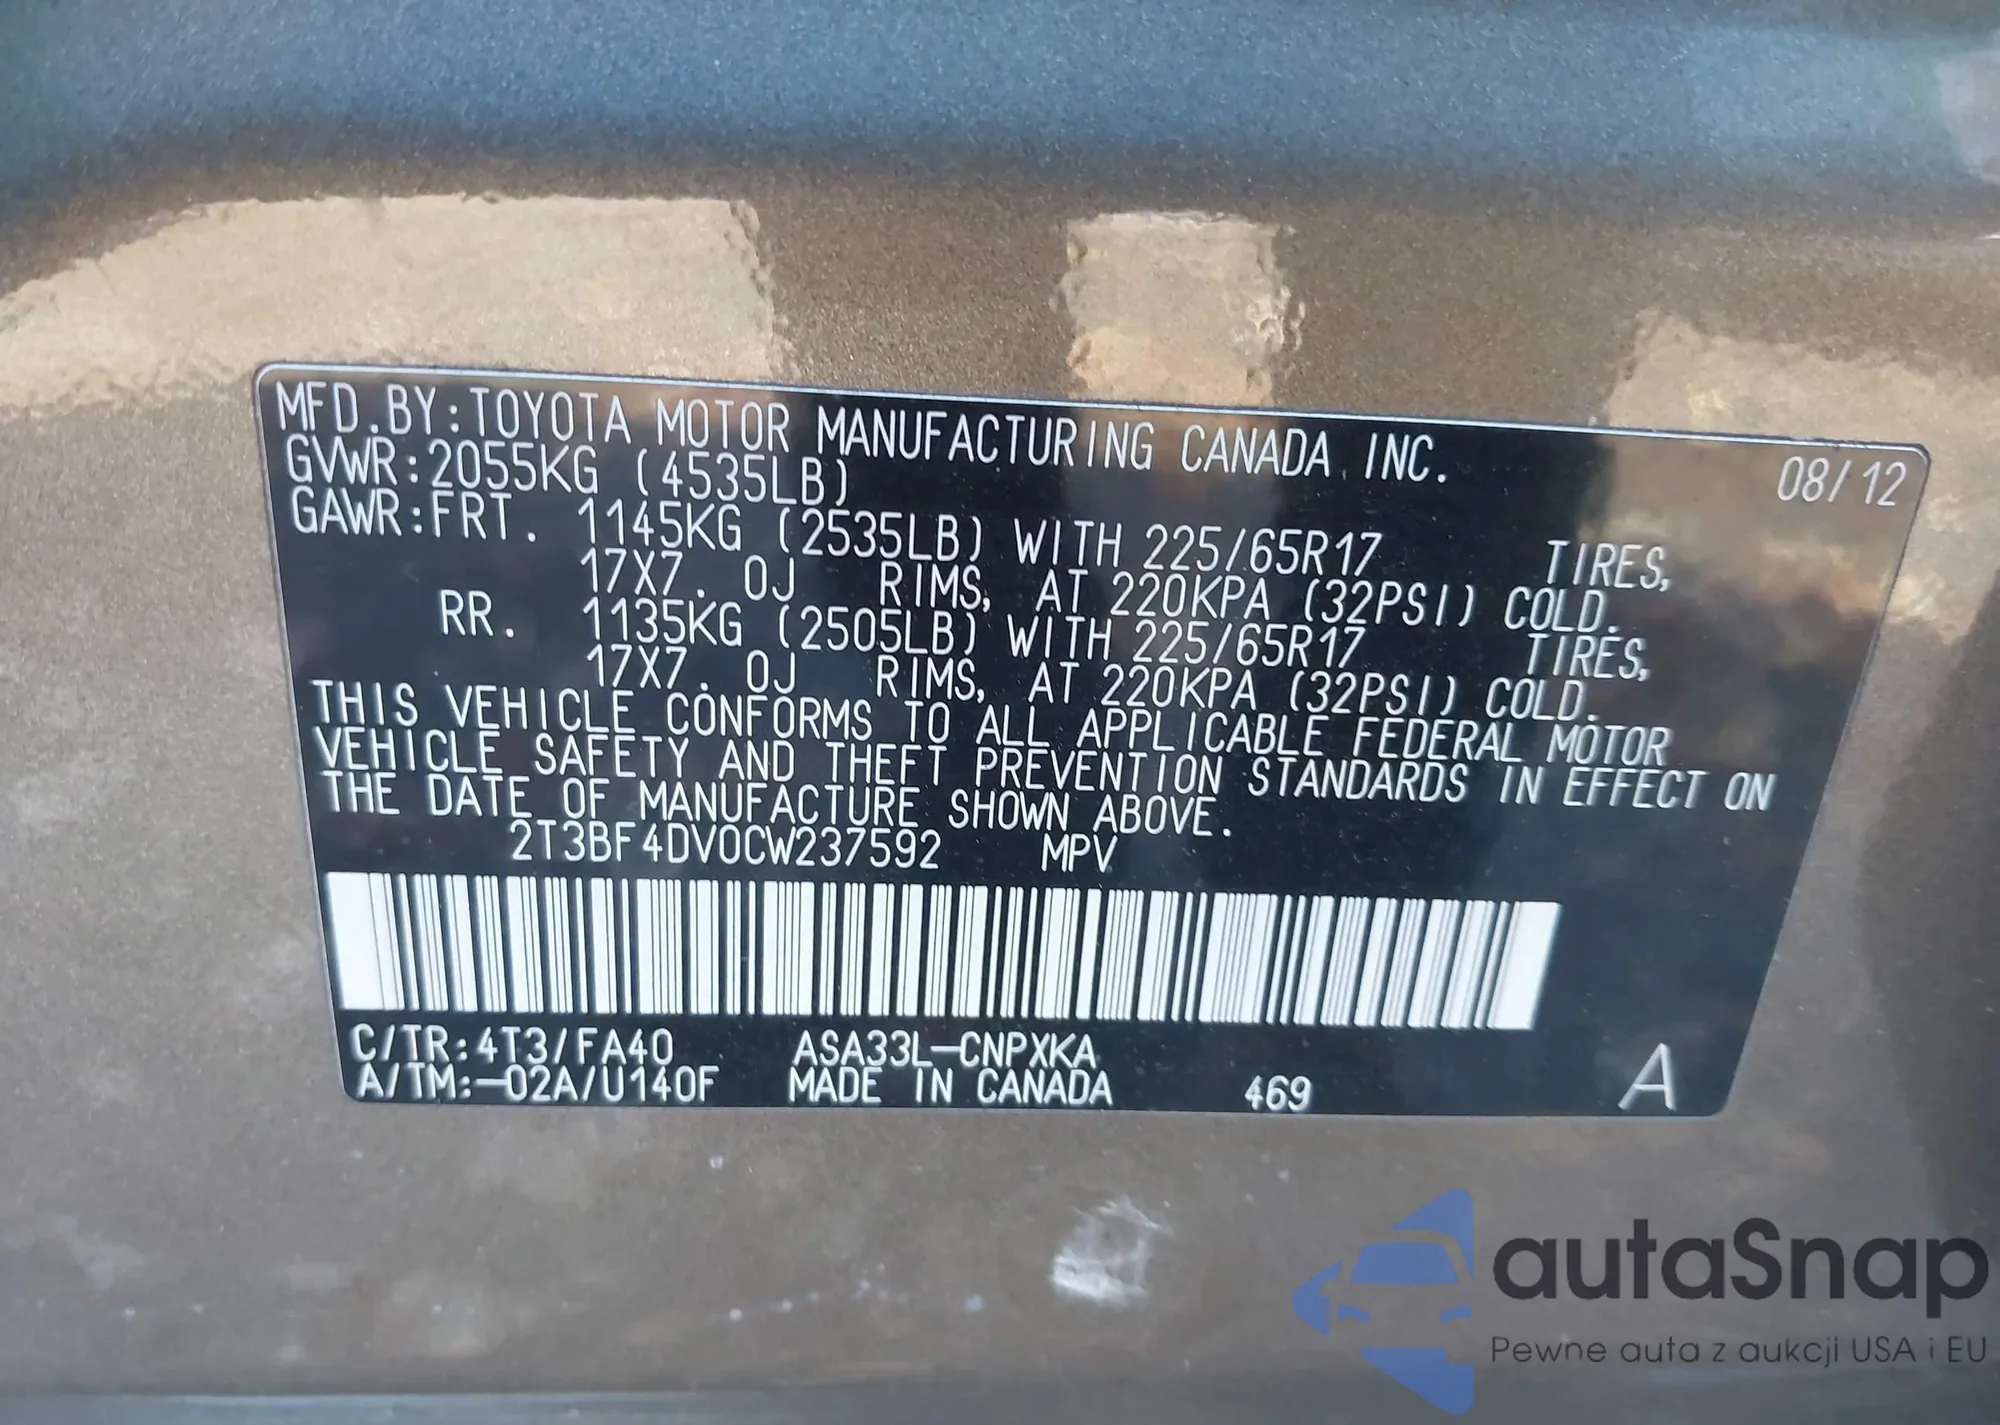 MFD.BY:TOYOTA MOTOR MANUFACTURING CANADA INC. 08/12
GVWR:2055KG (4535LB)
GAWR:FRT. 1145KG (2535LB) WITH 225/65R17 TIRES,
17X7.0J RIMS, AT 220KPA (32PSI) COLD.
RR. 1135KG (2505LB) WITH 225/65R17 TIRES,
17X7.0J RIMS, AT 220KPA (32PSI) COLD.
THIS VEHICLE CONFORMS TO ALL APPLICABLE FEDERAL MOTOR
VEHICLE SAFETY AND THEFT PREVENTION STANDARDS IN EFFECT ON
THE DATE OF MANUFACTURE SHOWN ABOVE.
2T3BF4DV0CW237592 MPV
C/TR:4T3/FA40 ASA33L-CNPXKA
A/TM:-02A/U140F MADE IN CANADA 469 A
autaSnap
Pewne auta z aukcji USA i EU